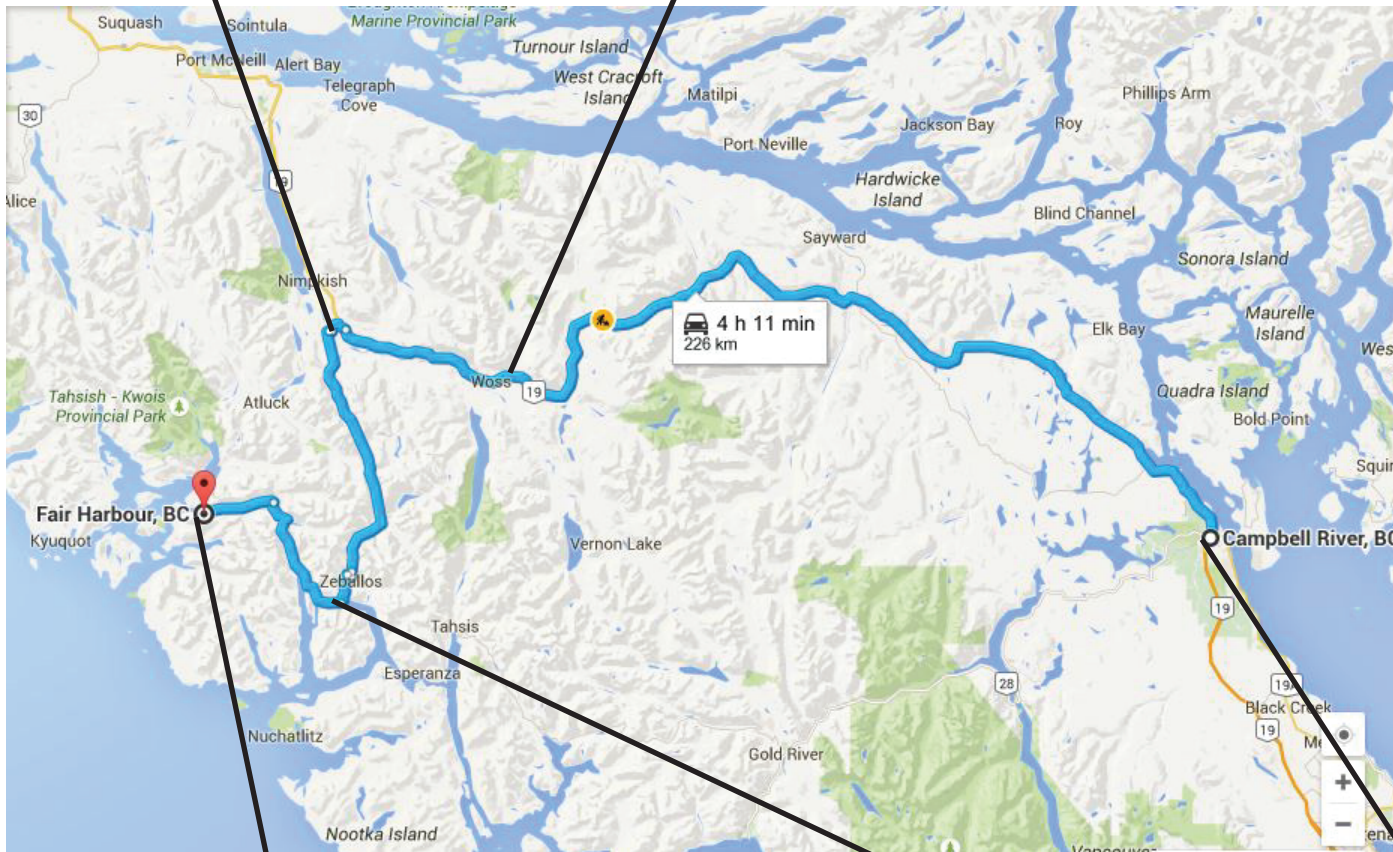 Broughton Archipelago
Marine Provincial Park
Suquash
Sointula
Turnour Island
Port McNeill
Alert Bay
West Cracroft
Island
Telegraph
Cove
Matilpi
Phillips Arm
30
Jackson Bay
Roy
Port Neville
19
Hardwicke
Island
Alice
Blind Channel
Sayward
Sonora Island
Nimpkish
Maurelle
Island
4 h 11 min
226 km
Elk Bay
Woss
19
Quadra Island
Tahsish - Kwois
Provincial Park
Atluck
Bold Point
Fair Harbour, BC
Kyuquot
Vernon Lake
Campbell River, BC
Zeballos
19
Tahsis
Esperanza
28
19A
Black Creek
Nuchatlitz
19
Gold River
+
−
Nootka Island